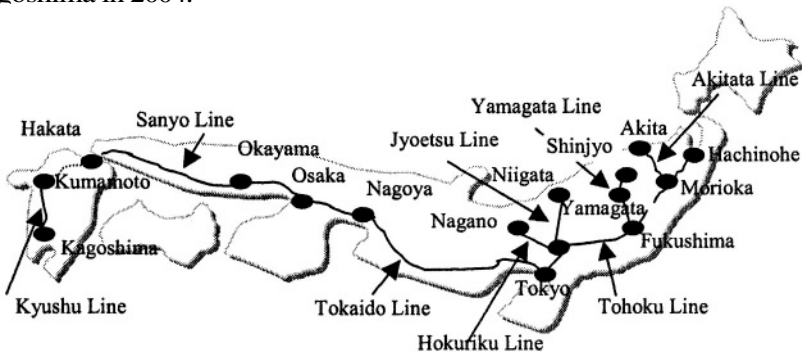 goshima in 2004.
Akitata Line
Yamagata Line
Sanyo Line
Shinjyo
Akita
Hakata
Jyoetsu Line
Okayama
Hachinohe
Kumamoto
Osaka
Nagoya
Niigata
Morioka
Yamagata
Nagano
Kagoshima
Fukushima
Tokyo
Kyushu Line
Tokaido Line
Tohoku Line
Hokuriku Line